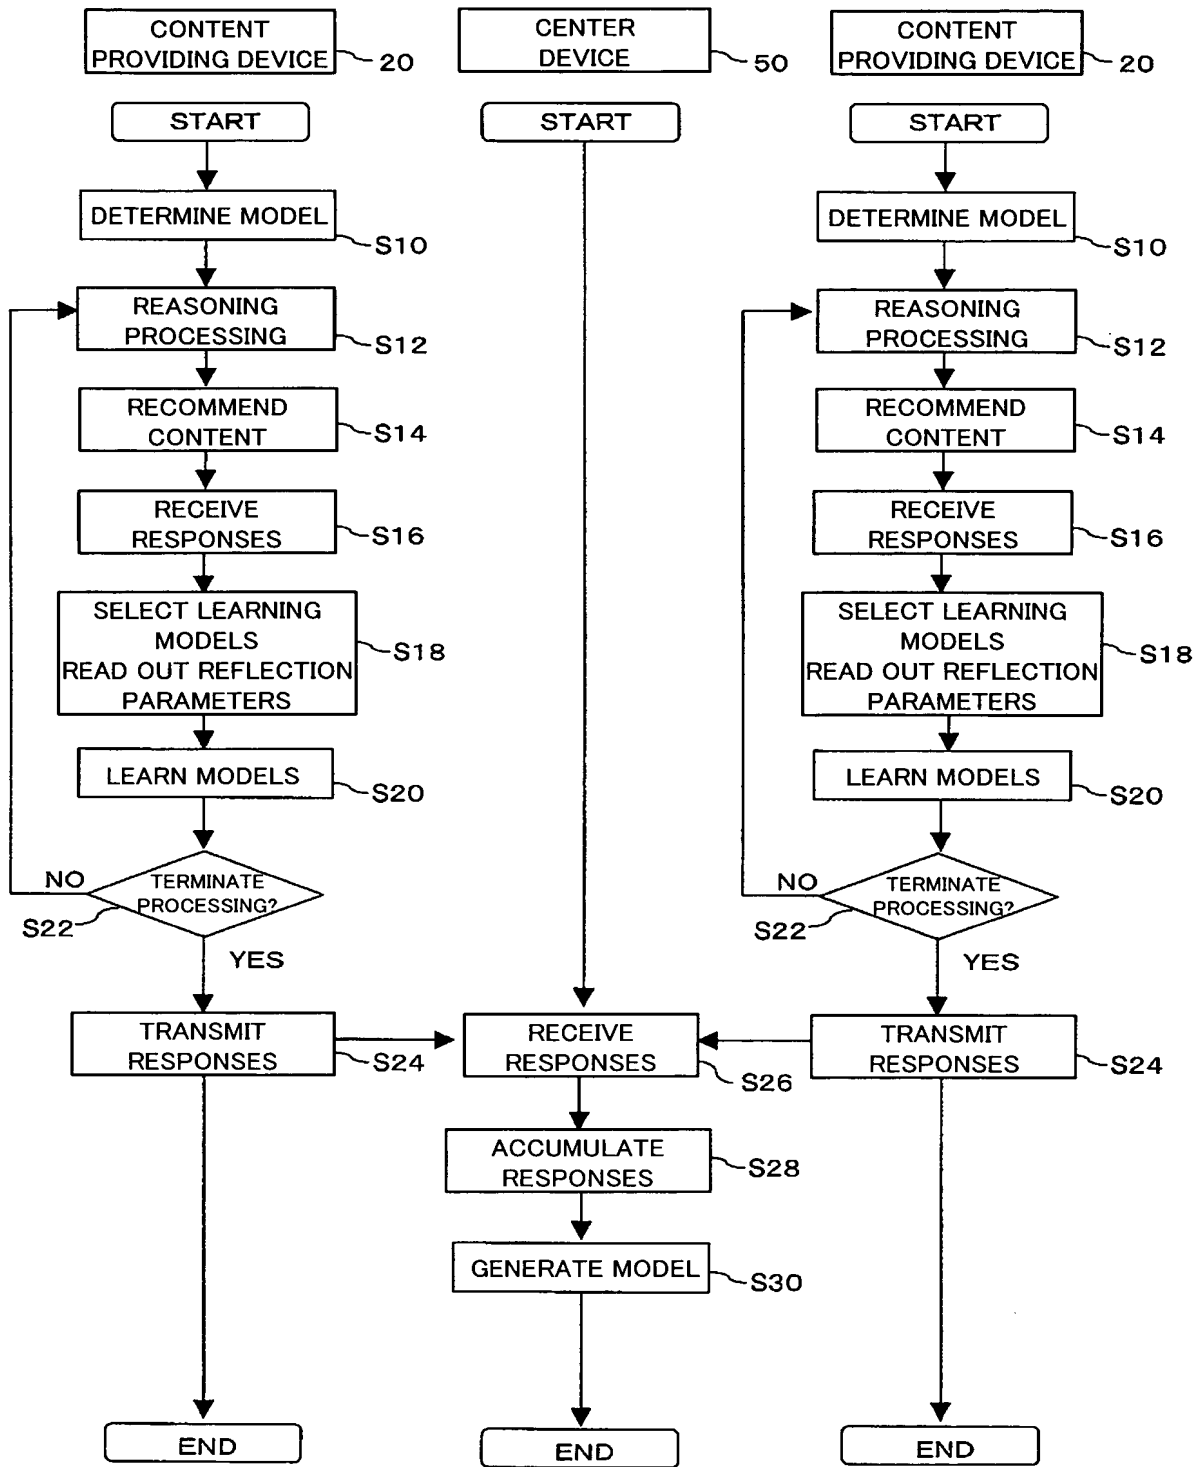 CONTENT
PROVIDING DEVICE
20
START
DETERMINE MODEL
S10
REASONING
PROCESSING
S12
RECOMMEND
CONTENT
S14
RECEIVE
RESPONSES
S16
SELECT LEARNING
MODELS
READ OUT REFLECTION
PARAMETERS
S18
LEARN MODELS
S20
TERMINATE
PROCESSING?
NO
S22
YES
TRANSMIT
RESPONSES
S24
END
CENTER
DEVICE
50
START
RECEIVE
RESPONSES
S26
ACCUMULATE
RESPONSES
S28
GENERATE MODEL
S30
END
CONTENT
PROVIDING DEVICE
20
START
DETERMINE MODEL
S10
REASONING
PROCESSING
S12
RECOMMEND
CONTENT
S14
RECEIVE
RESPONSES
S16
SELECT LEARNING
MODELS
READ OUT REFLECTION
PARAMETERS
S18
LEARN MODELS
S20
TERMINATE
PROCESSING?
NO
S22
YES
TRANSMIT
RESPONSES
S24
END